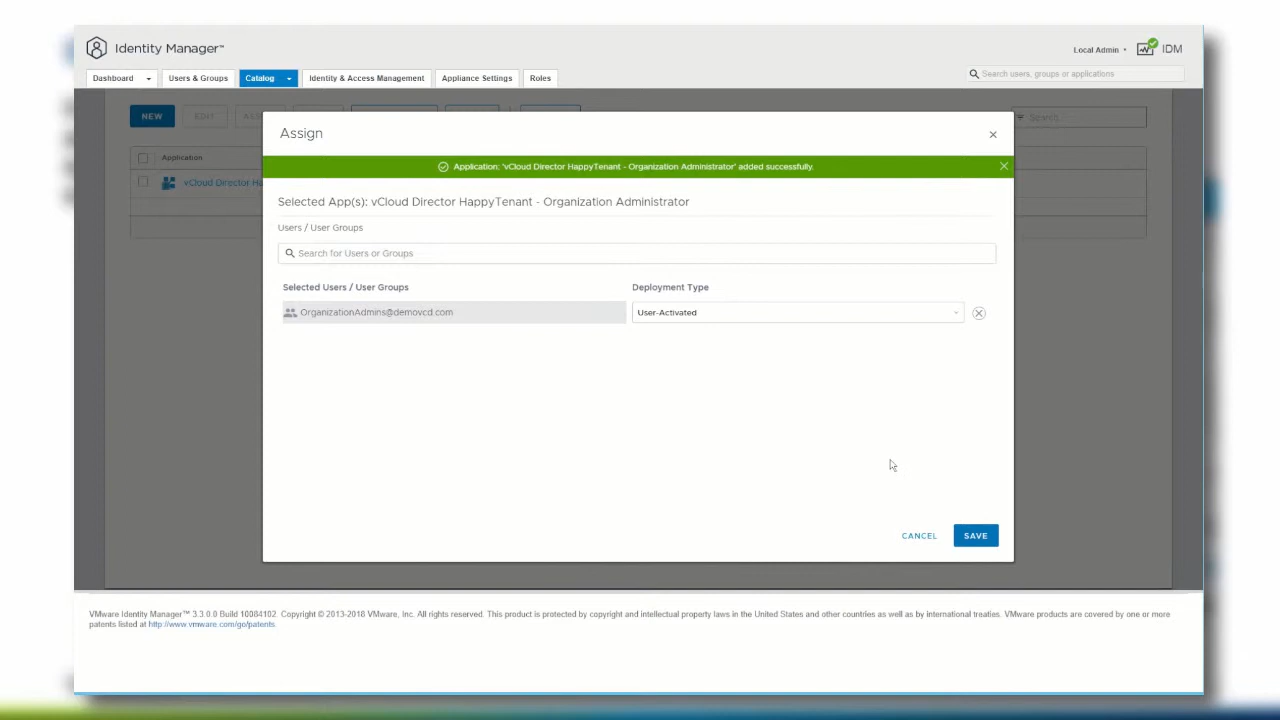 Identity Manager™
Local Admin
IDM
Dashboard
Users & Groups
Catalog
Identity & Access Management
Appliance Settings
Roles
Search users, groups or applications
NEW
EDIT
Search...
Assign
Application
Application: 'vCloud Director HappyTenant - Organization Administrator' added successfully.
vCloud Director Ha
Selected App(s): vCloud Director HappyTenant - Organization Administrator
Users / User Groups
Search for Users or Groups
Selected Users / User Groups
Deployment Type
OrganizationAdmins@demovcd.com
User-Activated
CANCEL
SAVE
VMware Identity Manager™ 3.3.0.0 Build 10084102. Copyright © 2013-2018 VMware, Inc. All rights reserved. This product is protected by copyright and intellectual property laws in the United States and other countries as well as by international treaties. VMware products are covered by one or more
patents listed at http://www.vmware.com/go/patents.